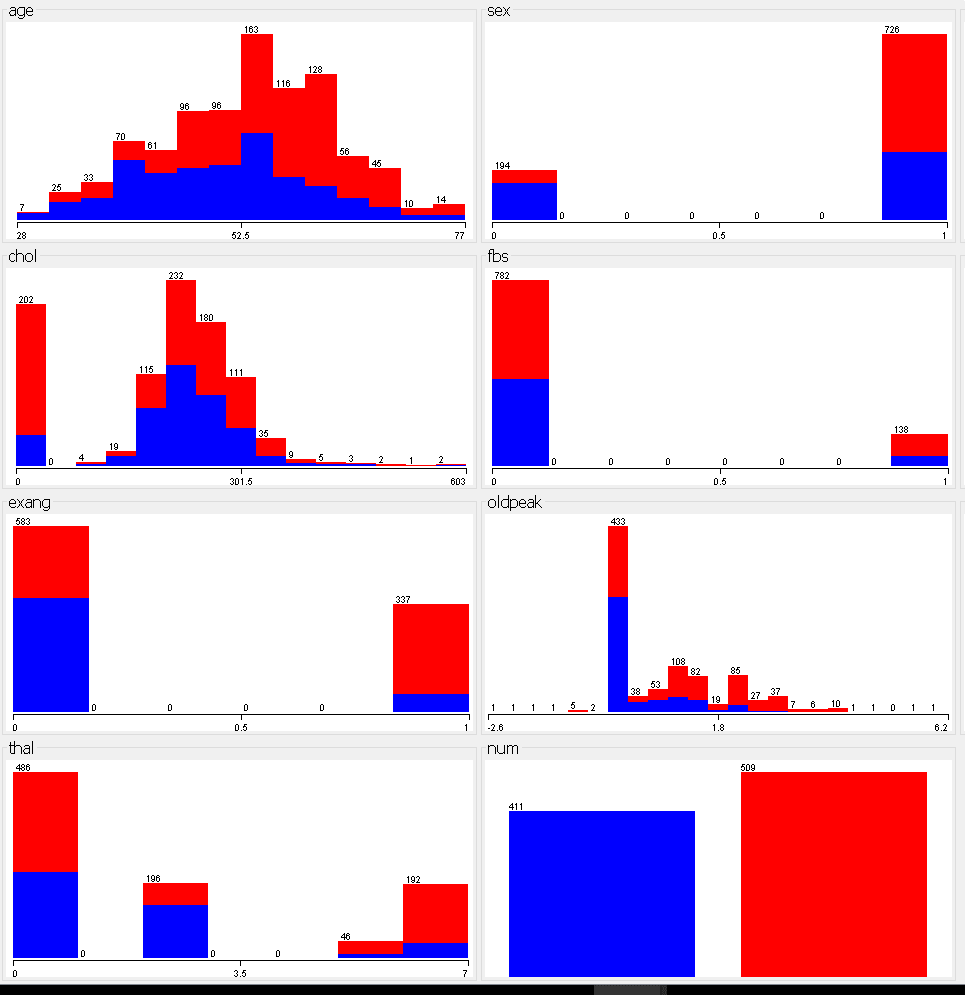 age
163
128
116
96 96
70
61
56
45
33
25
14
10
7
28 52.5 77
sex
726
194
0 0 0 0 0
0 0.5 1
chol
232
202
180
115 111
35
19
0 4 9 5 3 2 1 2
0 301.5 603
fbs
782
138
0 0 0 0 0 0
0 0.5 1
exang
583
337
0 0 0 0
0 0.5 1
oldpeak
433
108
82 85
38 53 19 27 37
1 1 1 1 5 2 7 6 10 1 1 0 1 1
-2.6 1.8 6.2
thal
486
196 192
46
0 0 0
0 3.5 7
num
509
411